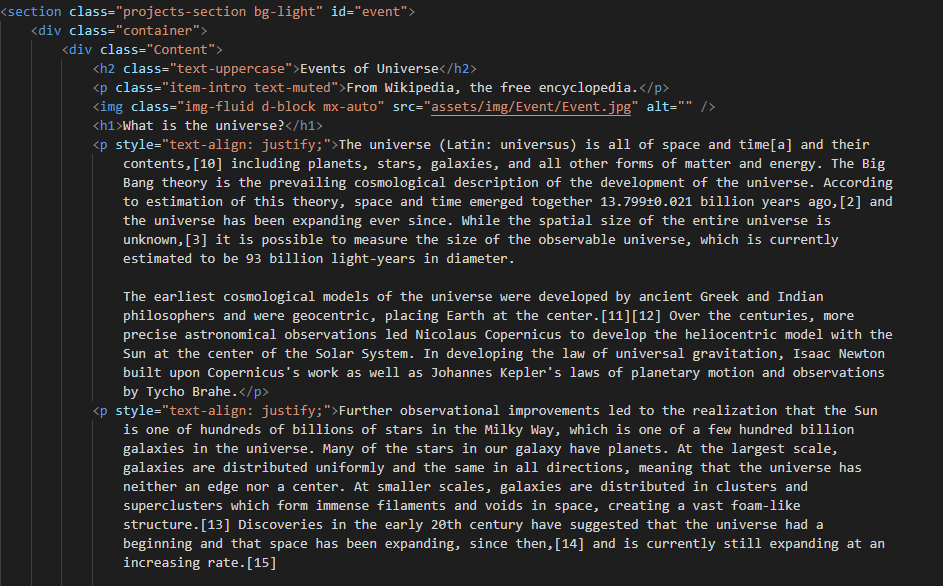 <section class="projects-section bg-light" id="event">
<div class="container">
<div class="Content">
<h2 class="text-uppercase">Events of Universe</h2>
<p class="item-intro text-muted">From Wikipedia, the free encyclopedia.</p>
<img class="img-fluid d-block mx-auto" src="assets/img/Event/Event.jpg" alt="" />
<h1>What is the universe?</h1>
<p style="text-align: justify;">The universe (Latin: universus) is all of space and time[a] and their
contents,[10] including planets, stars, galaxies, and all other forms of matter and energy. The Big
Bang theory is the prevailing cosmological description of the development of the universe. According
to estimation of this theory, space and time emerged together 13.799±0.021 billion years ago,[2] and
the universe has been expanding ever since. While the spatial size of the entire universe is
unknown,[3] it is possible to measure the size of the observable universe, which is currently
estimated to be 93 billion light-years in diameter.
The earliest cosmological models of the universe were developed by ancient Greek and Indian
philosophers and were geocentric, placing Earth at the center.[11][12] Over the centuries, more
precise astronomical observations led Nicolaus Copernicus to develop the heliocentric model with the
Sun at the center of the Solar System. In developing the law of universal gravitation, Isaac Newton
built upon Copernicus's work as well as Johannes Kepler's laws of planetary motion and observations
by Tycho Brahe.</p>
<p style="text-align: justify;">Further observational improvements led to the realization that the Sun
is one of hundreds of billions of stars in the Milky Way, which is one of a few hundred billion
galaxies in the universe. Many of the stars in our galaxy have planets. At the largest scale,
galaxies are distributed uniformly and the same in all directions, meaning that the universe has
neither an edge nor a center. At smaller scales, galaxies are distributed in clusters and
superclusters which form immense filaments and voids in space, creating a vast foam-like
structure.[13] Discoveries in the early 20th century have suggested that the universe had a
beginning and that space has been expanding, since then,[14] and is currently still expanding at an
increasing rate.[15]